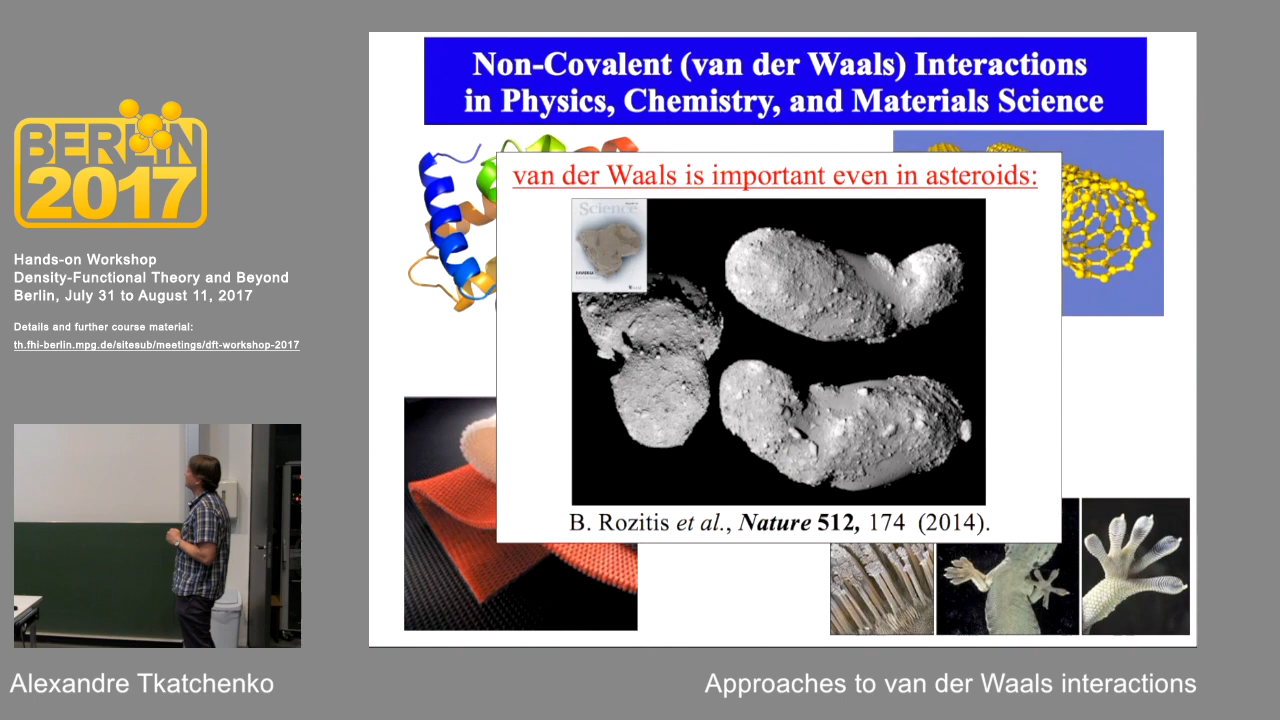 BERLIN
2017
Hands-on Workshop
Density-Functional Theory and Beyond
Berlin, July 31 to August 11, 2017
Details and further course material:
th.fhi-berlin.mpg.de/sitesub/meetings/dft-workshop-2017
Non-Covalent (van der Waals) Interactions
in Physics, Chemistry, and Materials Science
van der Waals is important even in asteroids:
Science
B. Rozitis et al., Nature 512, 174 (2014).
Alexandre Tkatchenko
Approaches to van der Waals interactions